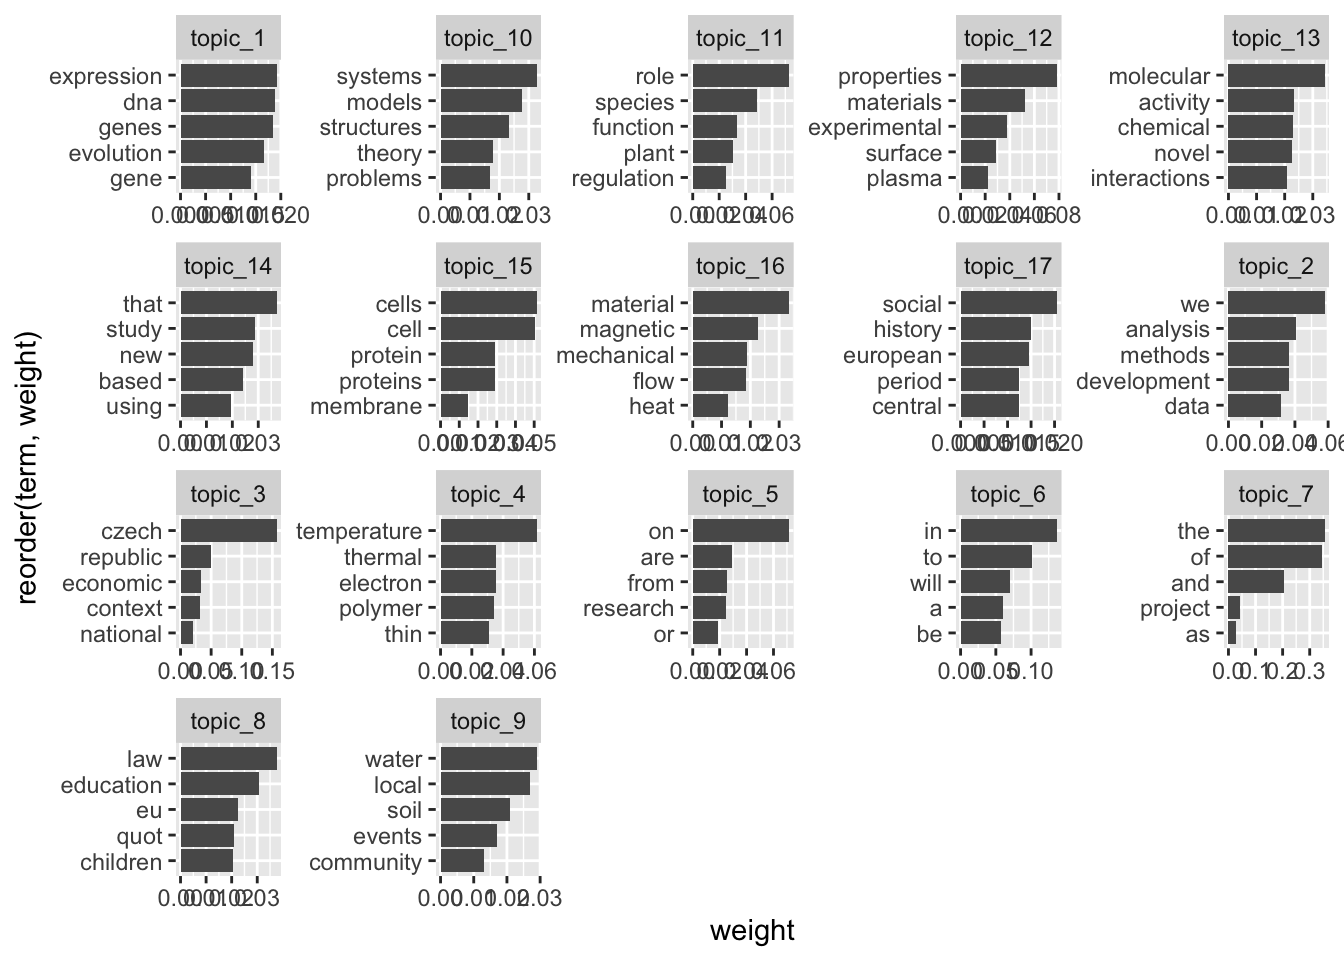 topic_1 topic_10 topic_11 topic_12 topic_13
expression systems role properties molecular
dna models species materials activity
genes structures function experimental chemical
evolution theory plant surface novel
gene problems regulation plasma interactions
0.000 0.005 0.010 0.015 0.020 0.00 0.01 0.02 0.03 0.00 0.02 0.04 0.06 0.00 0.02 0.04 0.06 0.08 0.00 0.01 0.02 0.03
topic_14 topic_15 topic_16 topic_17 topic_2
that cells material social we
study cell magnetic history analysis
new protein mechanical european methods
based proteins flow period development
using membrane heat central data
0.00 0.01 0.02 0.03 0.00 0.01 0.02 0.03 0.04 0.05 0.00 0.01 0.02 0.03 0.000 0.005 0.010 0.015 0.020 0.00 0.02 0.04 0.06
reorder(term, weight)
topic_3 topic_4 topic_5 topic_6 topic_7
czech temperature on in the
republic thermal are to of
economic electron from will and
context polymer research a project
national thin or be as
0.00 0.05 0.10 0.15 0.00 0.02 0.04 0.06 0.00 0.02 0.04 0.06 0.00 0.05 0.10 0.0 0.1 0.2 0.3
topic_8 topic_9
law water
education local
eu soil
quot events
children community
0.00 0.01 0.02 0.03 0.00 0.01 0.02 0.03
weight